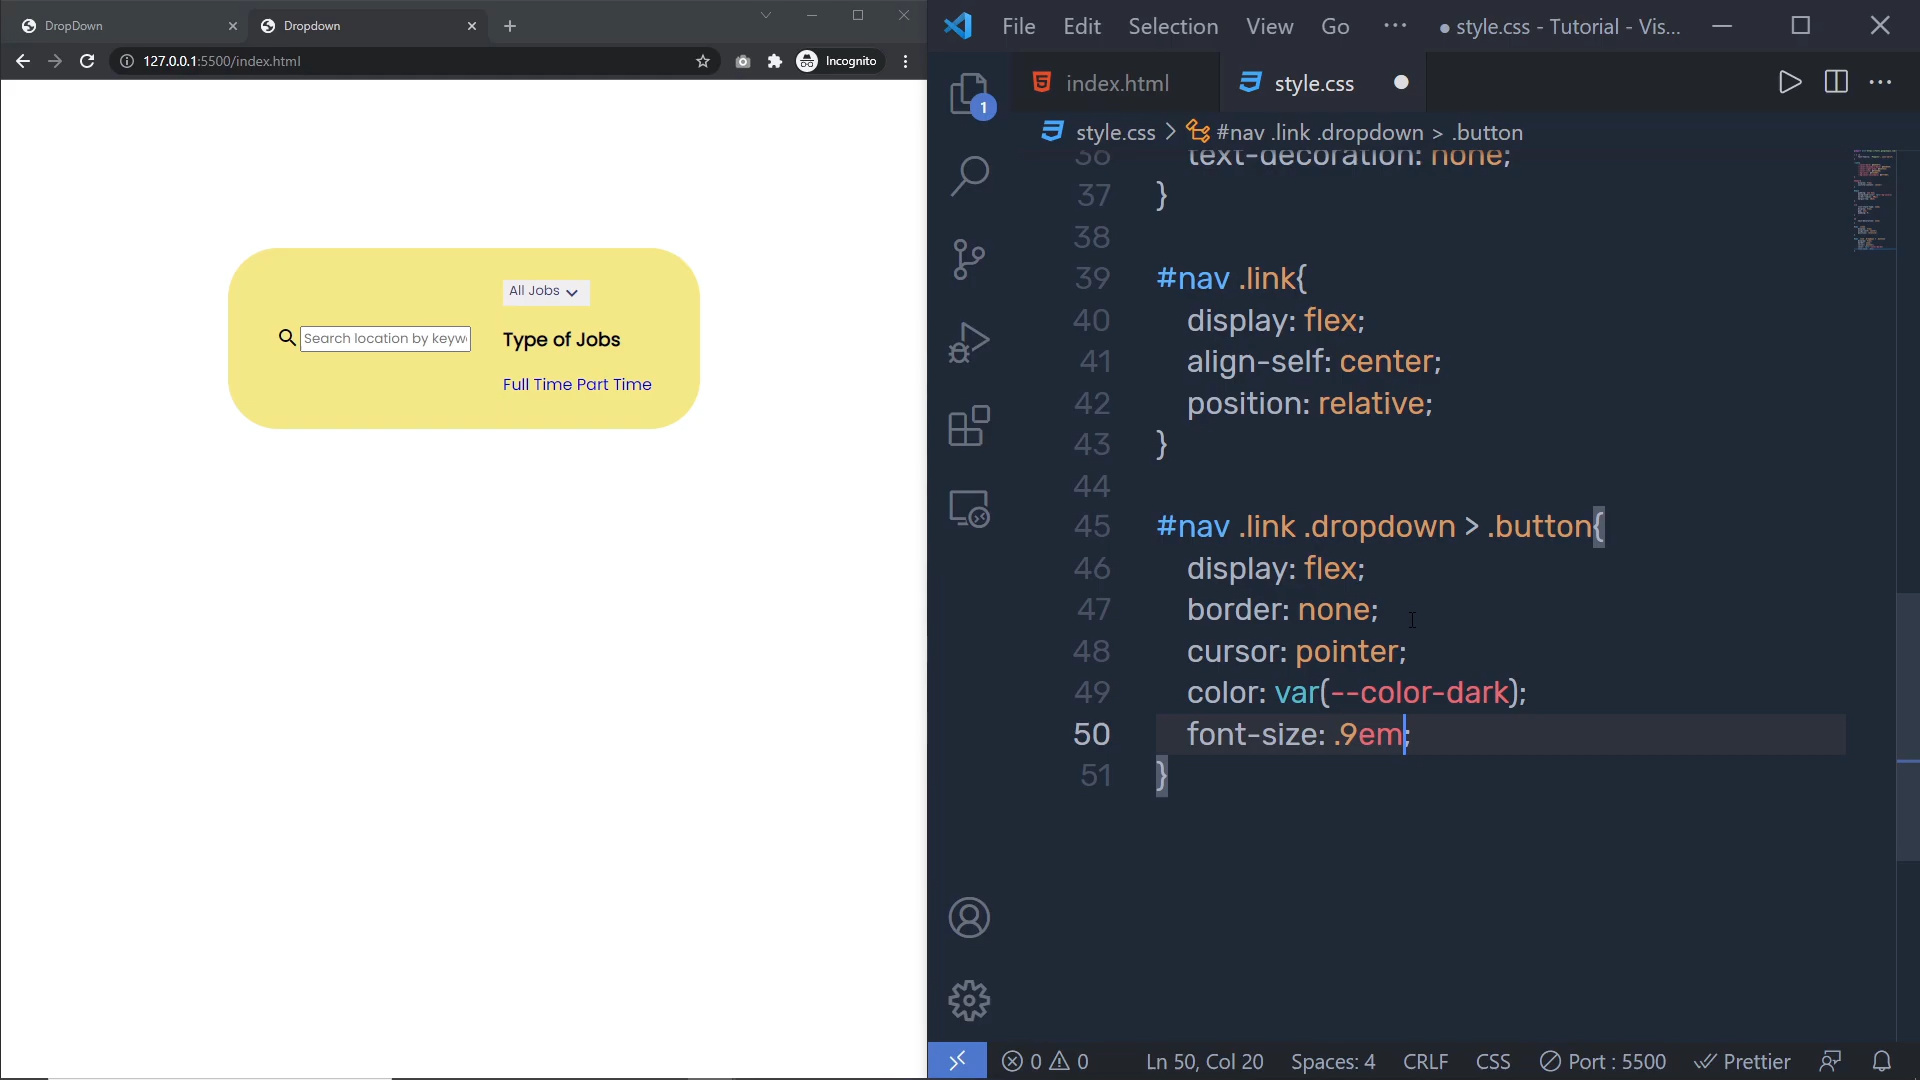 DropDown
Dropdown
127.0.0.1:5500/index.html
Incognito
All Jobs
Search location by keyw
Type of Jobs
Full Time Part Time
File Edit Selection View Go ··· ● style.css - Tutorial - Vis...
1
index.html
style.css
style.css > #nav .link .dropdown > .button
36 text-decoration: none;
37 }
38
39 #nav .link{
40 display: flex;
41 align-self: center;
42 position: relative;
43 }
44
45 #nav .link .dropdown > .button{
46 display: flex;
47 border: none;
48 cursor: pointer;
49 color: var(--color-dark);
50 font-size: .9em;
51 }
0 0 Ln 50, Col 20 Spaces: 4 CRLF CSS Port : 5500 Prettier